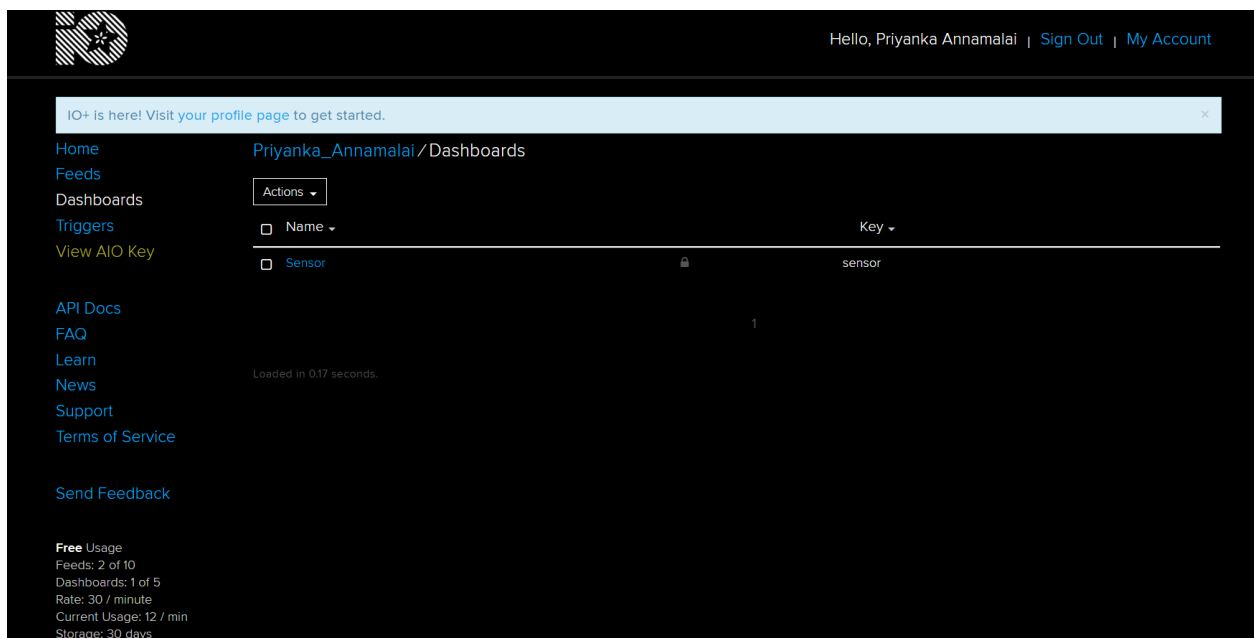 Hello, Priyanka Annamalai | Sign Out | My Account
IO+ is here! Visit your profile page to get started. ×
Home
Feeds
Dashboards
Triggers
View AIO Key
API Docs
FAQ
Learn
News
Support
Terms of Service
Send Feedback
Free Usage
Feeds: 2 of 10
Dashboards: 1 of 5
Rate: 30 / minute
Current Usage: 12 / min
Storage: 30 days
Priyanka_Annamalai / Dashboards
Actions
Name Key
Sensor sensor
1
Loaded in 0.17 seconds.